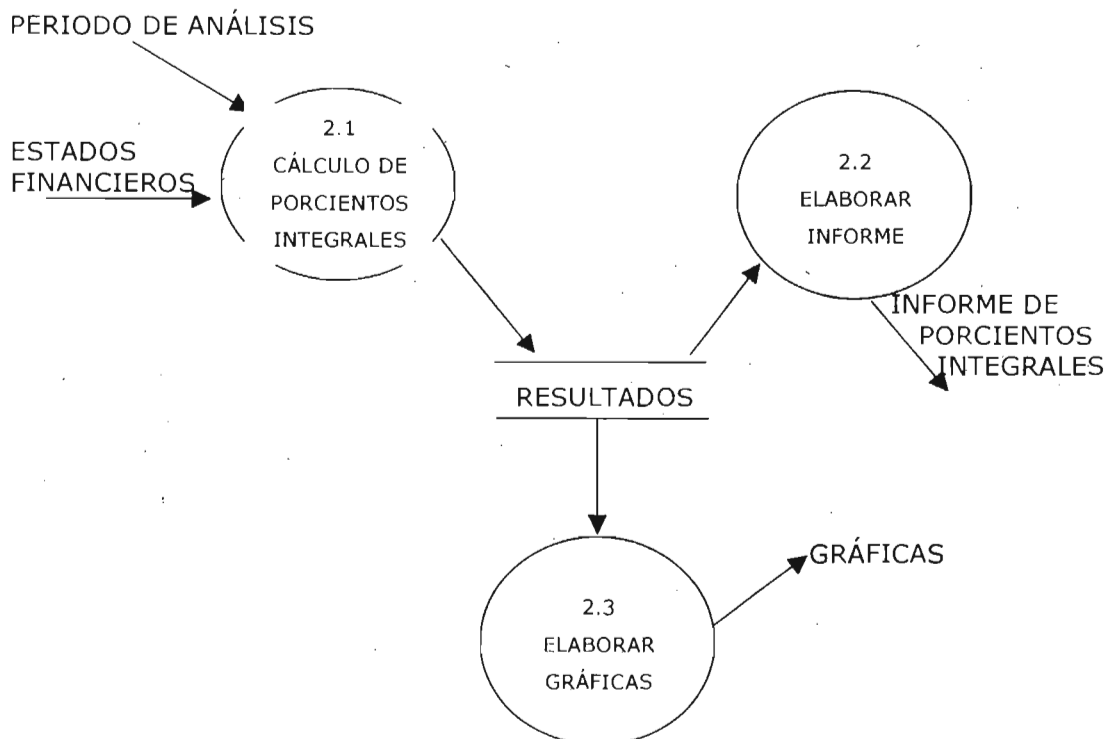 PERIODO DE ANÁLISIS
ESTADOS
FINANCIEROS
2.1
CÁLCULO DE
PORCIENTOS
INTEGRALES
2.2
ELABORAR
INFORME
INFORME DE
PORCIENTOS
INTEGRALES
RESULTADOS
2.3
ELABORAR
GRÁFICAS
GRÁFICAS